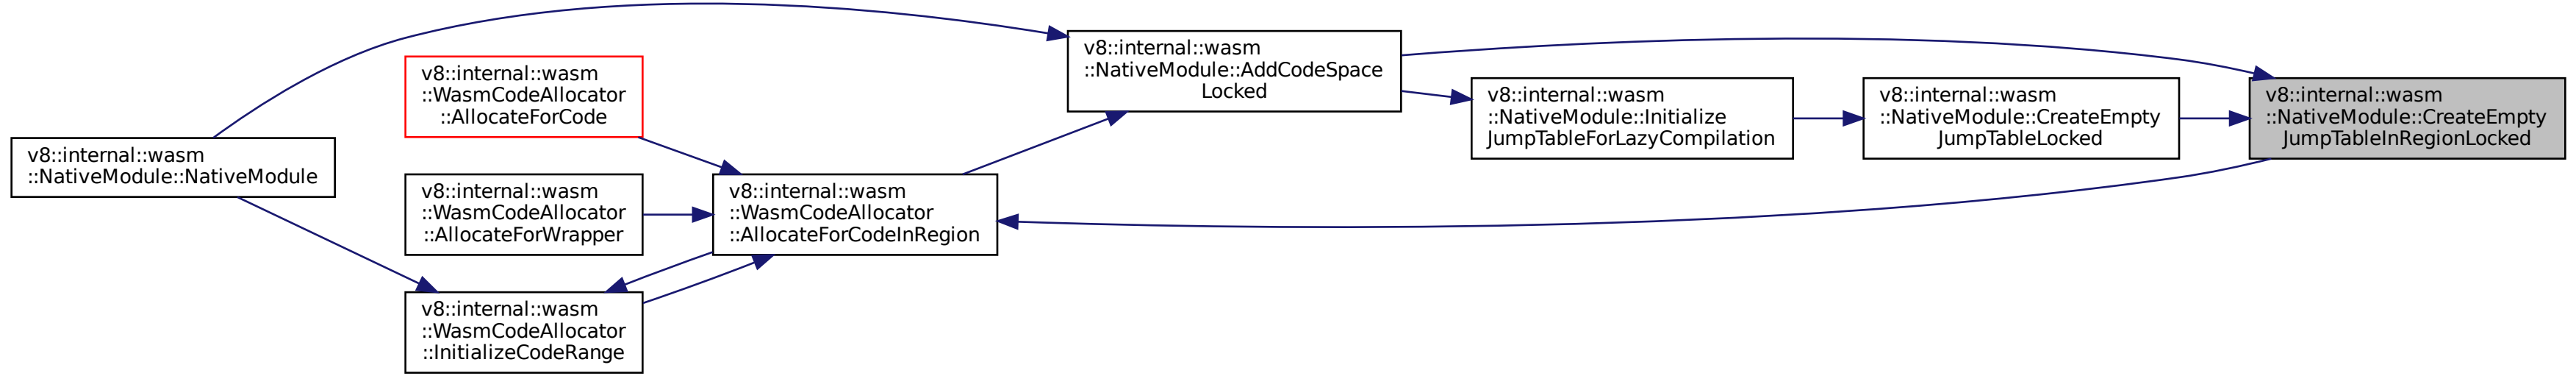 v8::internal::wasm
::NativeModule::NativeModule
v8::internal::wasm
::WasmCodeAllocator
::AllocateForCode
v8::internal::wasm
::WasmCodeAllocator
::AllocateForWrapper
v8::internal::wasm
::WasmCodeAllocator
::InitializeCodeRange
v8::internal::wasm
::WasmCodeAllocator
::AllocateForCodeInRegion
v8::internal::wasm
::NativeModule::AddCodeSpace
Locked
v8::internal::wasm
::NativeModule::Initialize
JumpTableForLazyCompilation
v8::internal::wasm
::NativeModule::CreateEmpty
JumpTableLocked
v8::internal::wasm
::NativeModule::CreateEmpty
JumpTableInRegionLocked